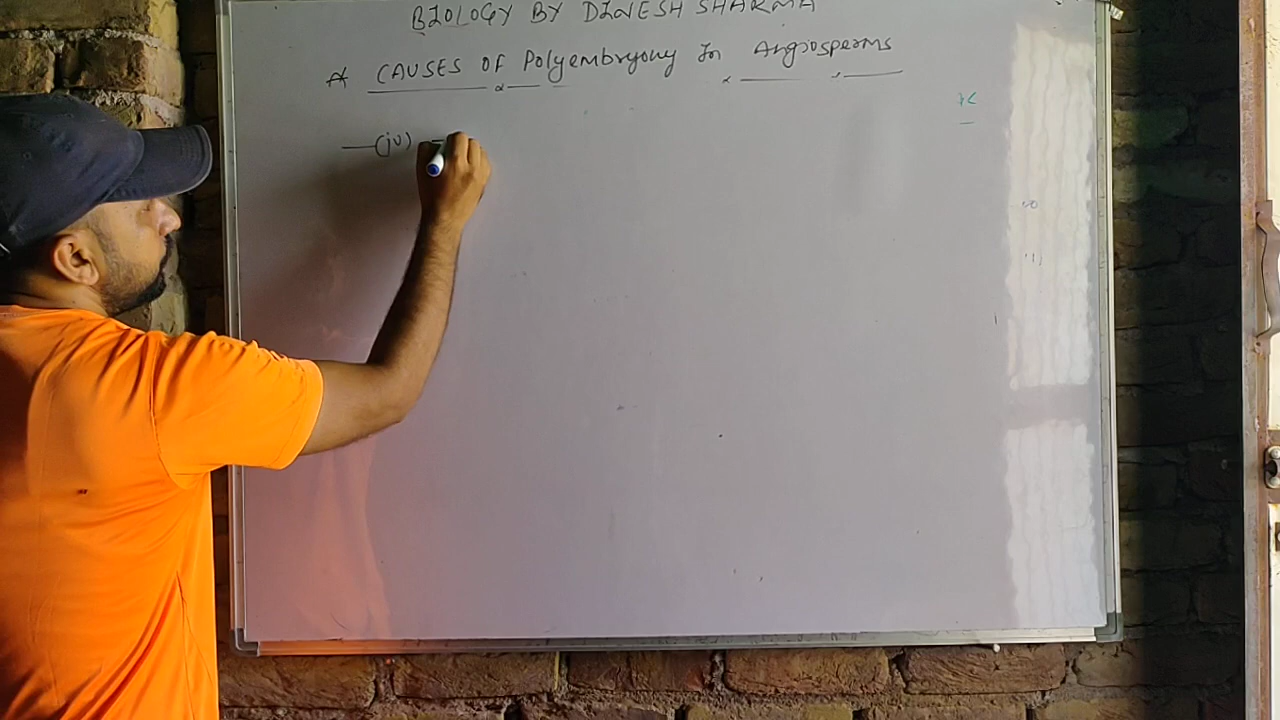 BIOLOGY BY DINESH SHARMA
A CAUSES OF Polyembryony In Angiosperms
(iv)